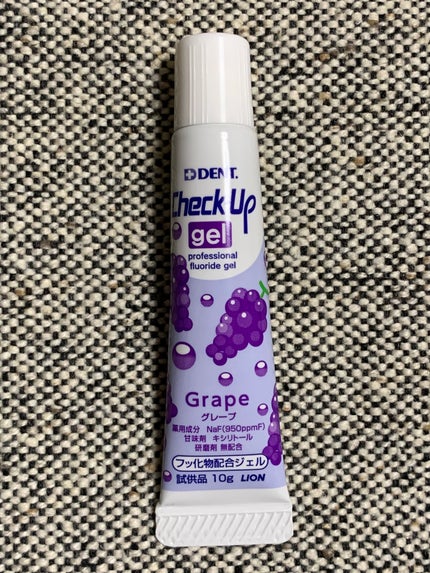 DENT.
Check-Up
gel
professional
fluoride gel
Grape
グレープ
薬用成分 NaF(950ppmF)
甘味剤 キシリトール
研磨剤 無配合
フッ化物配合ジェル
試供品 10g LION